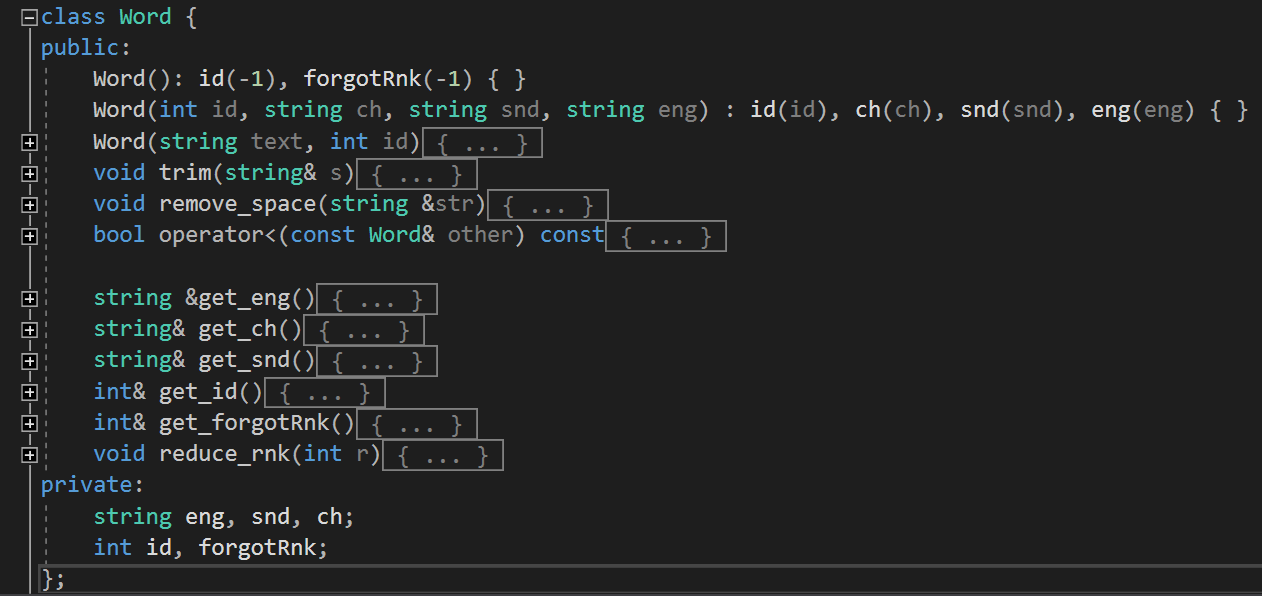 class Word {
public:
Word(): id(-1), forgotRnk(-1) { }
Word(int id, string ch, string snd, string eng) : id(id), ch(ch), snd(snd), eng(eng) { }
Word(string text, int id){ ... }
void trim(string& s){ ... }
void remove_space(string &str){ ... }
bool operator<(const Word& other) const{ ... }
string &get_eng(){ ... }
string& get_ch(){ ... }
string& get_snd(){ ... }
int& get_id(){ ... }
int& get_forgotRnk(){ ... }
void reduce_rnk(int r){ ... }
private:
string eng, snd, ch;
int id, forgotRnk;
};